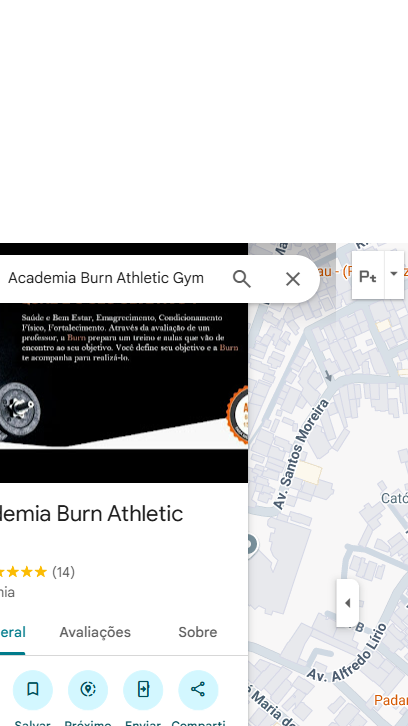 Academia Burn Athletic Gym
Pt
Saúde e Bem Estar, Emagrecimento, Condicionamento
Físico, Fortalecimento. Através da avaliação de um
professor, a Burn prepara um treino e aulas que vão de
encontro ao seu objetivo. Você define seu objetivo e a Burn
te acompanha para realizá-lo.
Av. Santos Moreira
Cató
demia Burn Athletic
(14)
nia
eral
Avaliações
Sobre
B
Av. Alfredo Lírio
Padar
Maria de
Salvar
Próximo
Enviar
Comparti